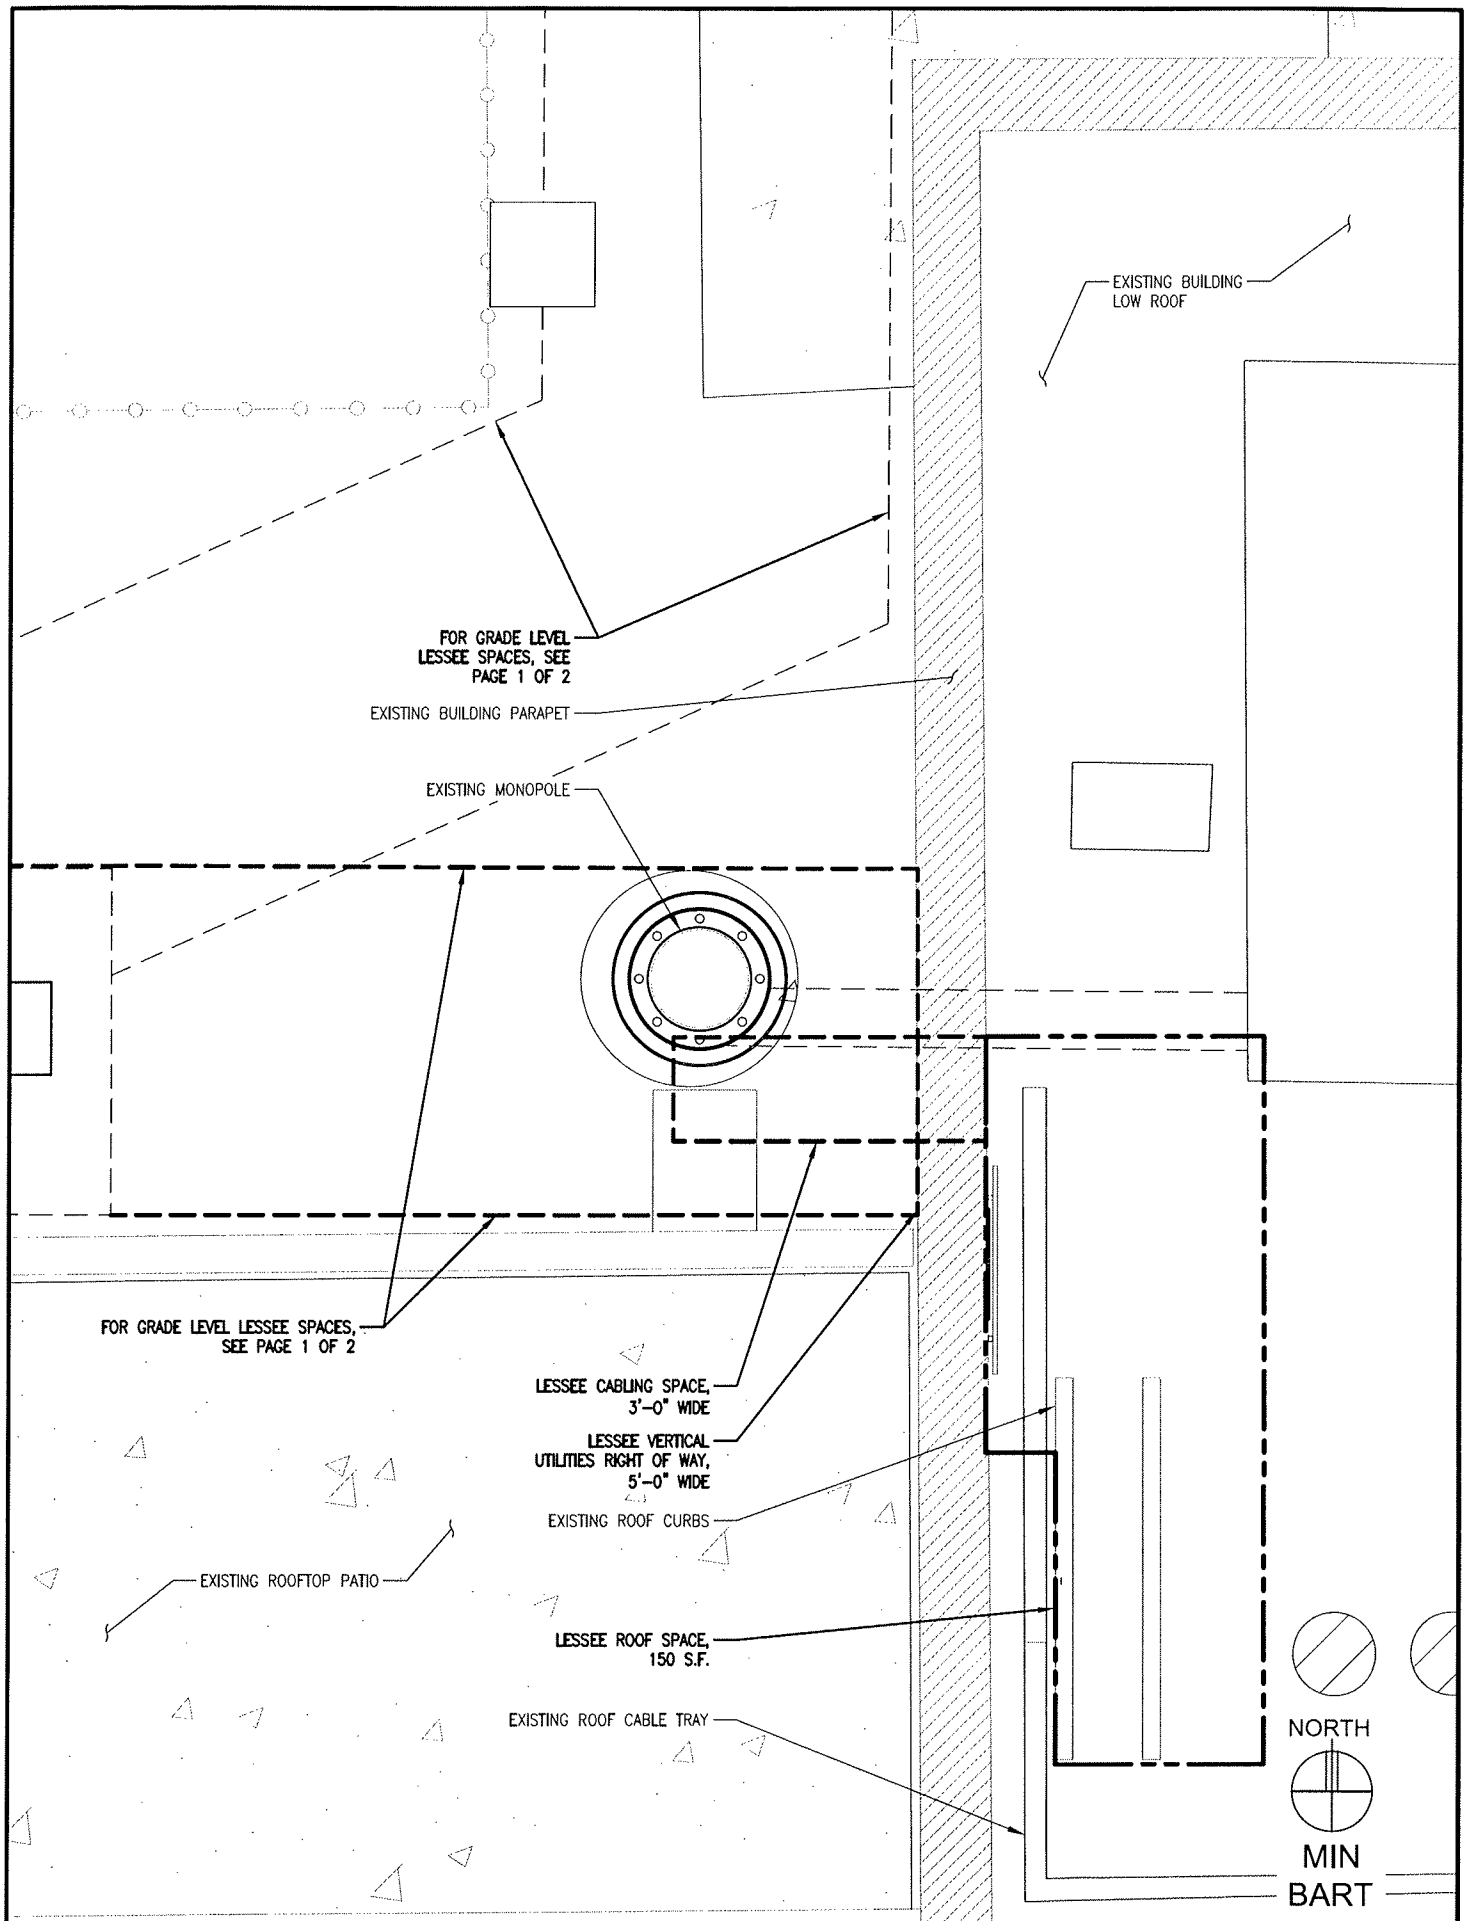 EXISTING BUILDING
LOW ROOF
FOR GRADE LEVEL
LESSEE SPACES, SEE
PAGE 1 OF 2
EXISTING BUILDING PARAPET
EXISTING MONOPOLE
FOR GRADE LEVEL LESSEE SPACES,
SEE PAGE 1 OF 2
LESSEE CABLING SPACE,
3'-0" WIDE
LESSEE VERTICAL
UTILITIES RIGHT OF WAY,
5'-0" WIDE
EXISTING ROOF CURBS
EXISTING ROOFTOP PATIO
LESSEE ROOF SPACE,
150 S.F.
EXISTING ROOF CABLE TRAY
NORTH
MIN
BART